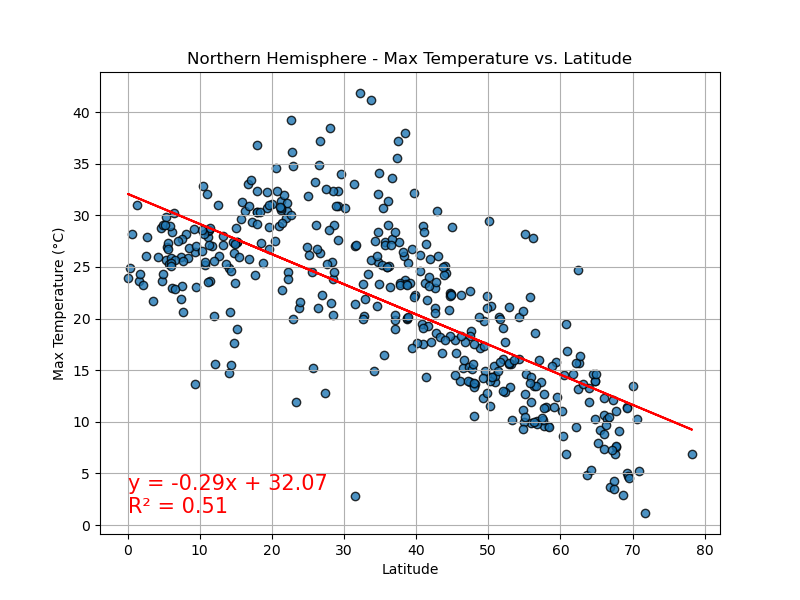 Northern Hemisphere - Max Temperature vs. Latitude
Max Temperature (°C)
40
35
30
25
20
15
10
5
0
y = -0.29x + 32.07
R² = 0.51
0 10 20 30 40 50 60 70 80
Latitude